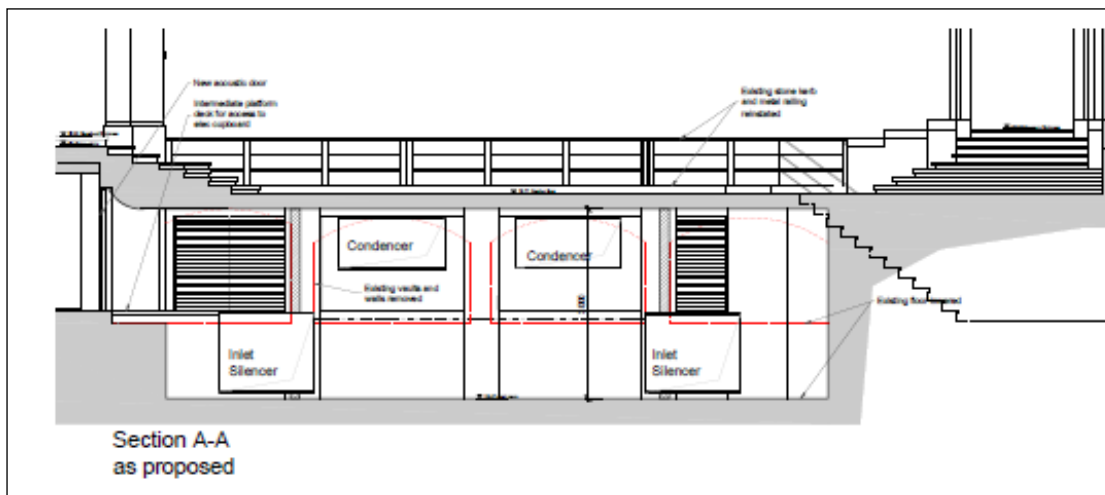 New acoustic door
Intermediate platform
deck for access to
elec cupboard
Existing stone kerb
and metal railing
reinstated
Condencer
Condencer
Existing vaults and
walls removed
Existing floor lowered
Inlet
Silencer
Inlet
Silencer
Section A-A
as proposed